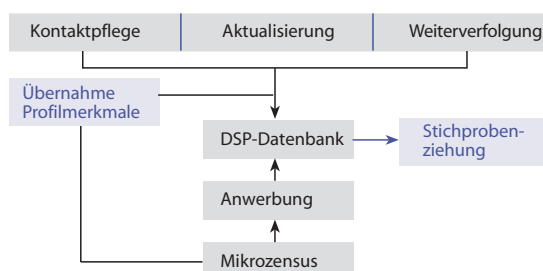 Kontaktpflege
Aktualisierung
Weiterverfolgung
Übernahme
Profilmerkmale
DSP-Datenbank
Stichproben-
ziehung
Anwerbung
Mikrozensus